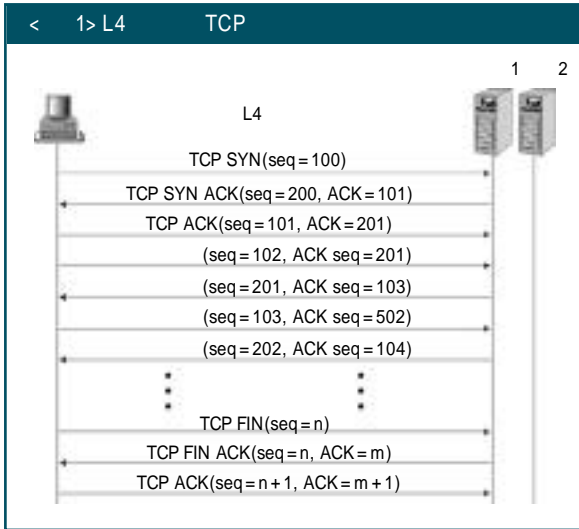 < 1> L4 TCP
1 2
L4
TCP SYN(seq=100)
TCP SYN ACK(seq=200, ACK=101)
TCP ACK(seq=101, ACK=201)
(seq=102, ACK seq=201)
(seq=201, ACK seq=103)
(seq=103, ACK seq=502)
(seq=202, ACK seq=104)
TCP FIN(seq=n)
TCP FIN ACK(seq=n, ACK=m)
TCP ACK(seq=n+1, ACK=m+1)